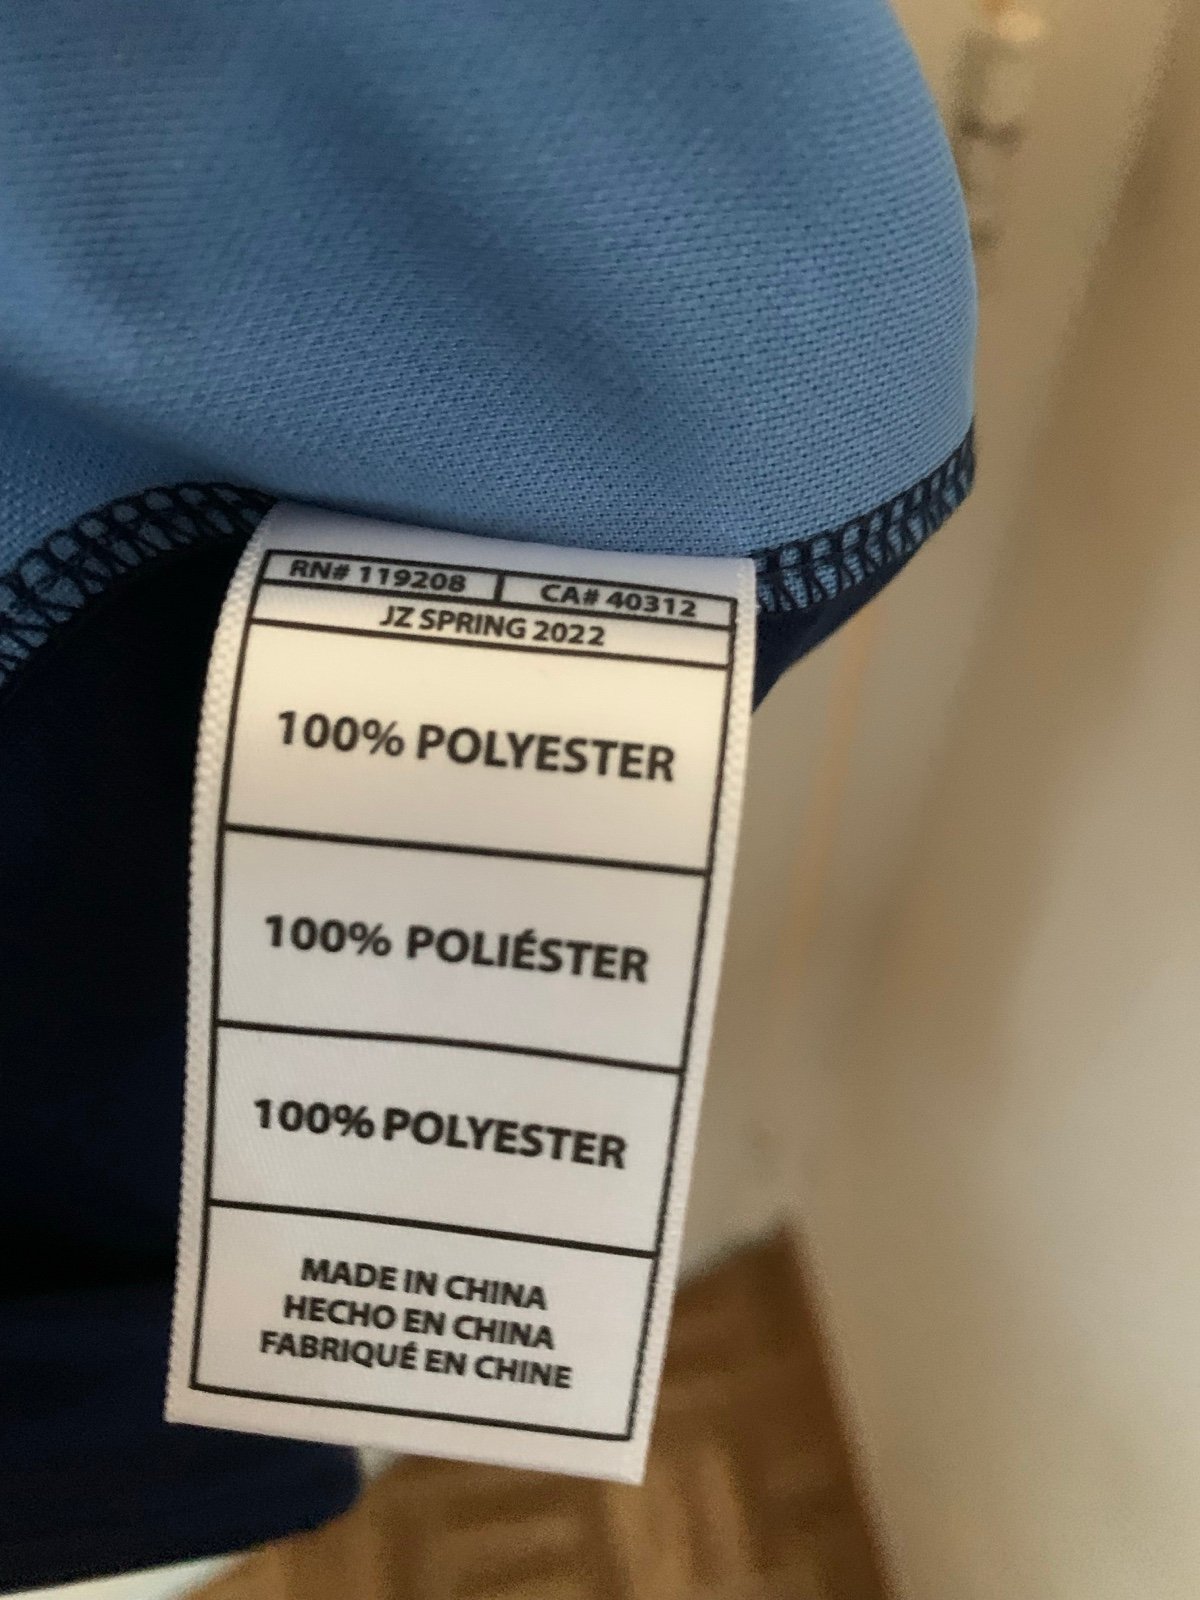 RN# 119208 CA# 40312
JZ SPRING 2022
100% POLYESTER
100% POLIÉSTER
100% POLYESTER
MADE IN CHINA
HECHO EN CHINA
FABRIQUÉ EN CHINE